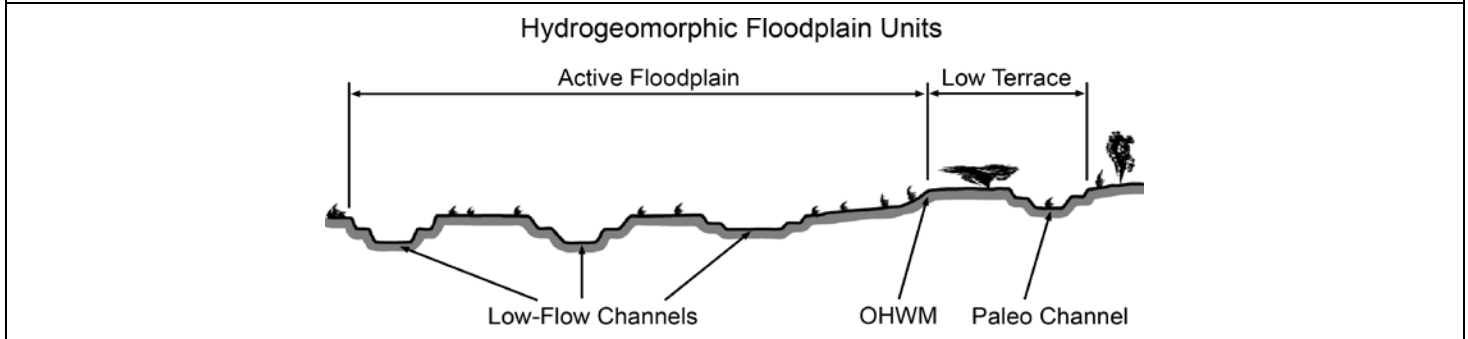 Hydrogeomorphic Floodplain Units
Active Floodplain
Low Terrace
Low-Flow Channels
OHWM
Paleo Channel